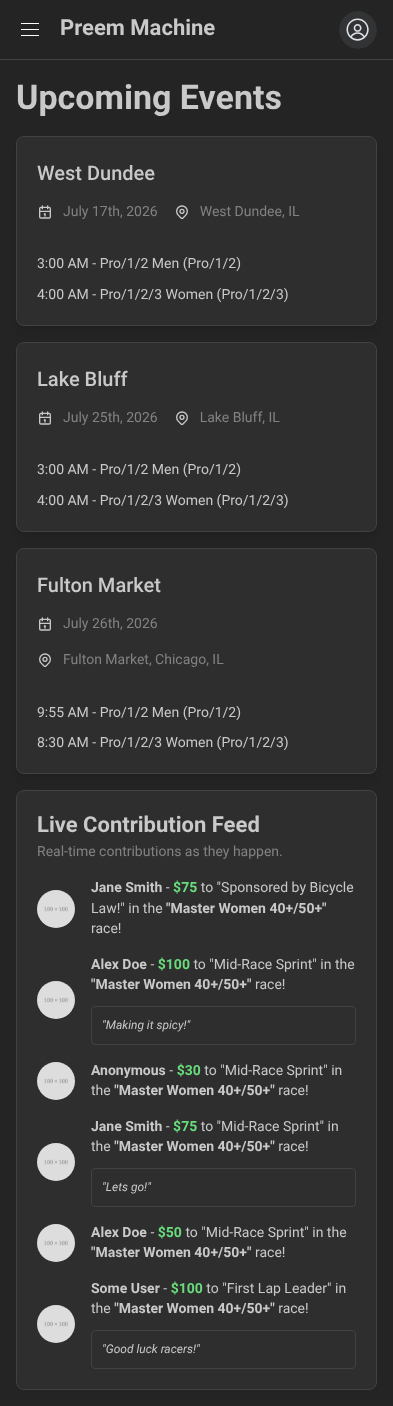 Preem Machine
Upcoming Events
West Dundee
July 17th, 2026 West Dundee, IL
3:00 AM - Pro/1/2 Men (Pro/1/2)
4:00 AM - Pro/1/2/3 Women (Pro/1/2/3)
Lake Bluff
July 25th, 2026 Lake Bluff, IL
3:00 AM - Pro/1/2 Men (Pro/1/2)
4:00 AM - Pro/1/2/3 Women (Pro/1/2/3)
Fulton Market
July 26th, 2026
Fulton Market, Chicago, IL
9:55 AM - Pro/1/2 Men (Pro/1/2)
8:30 AM - Pro/1/2/3 Women (Pro/1/2/3)
Live Contribution Feed
Real-time contributions as they happen.
100 × 100
Jane Smith - $75 to "Sponsored by Bicycle
Law!" in the "Master Women 40+/50+"
race!
100 × 100
Alex Doe - $100 to "Mid-Race Sprint" in the
"Master Women 40+/50+" race!
"Making it spicy!"
100 × 100
Anonymous - $30 to "Mid-Race Sprint" in
the "Master Women 40+/50+" race!
100 × 100
Jane Smith - $75 to "Mid-Race Sprint" in
the "Master Women 40+/50+" race!
"Lets go!"
100 × 100
Alex Doe - $50 to "Mid-Race Sprint" in the
"Master Women 40+/50+" race!
100 × 100
Some User - $100 to "First Lap Leader" in
the "Master Women 40+/50+" race!
"Good luck racers!"